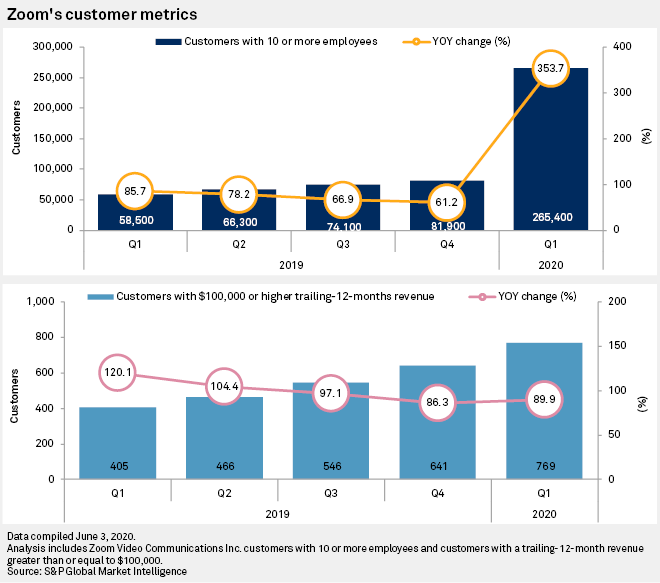 Zoom's customer metrics
Customers with 10 or more employees
YOY change (%)
300,000
250,000
200,000
150,000
100,000
50,000
0
Customers
400
300
200
100
0
(%)
85.7
78.2
66.9
61.2
353.7
58,500
66,300
74,100
81,900
265,400
Q1
Q2
Q3
Q4
Q1
2019
2020
Customers with $100,000 or higher trailing-12-months revenue
YOY change (%)
1,000
800
600
400
200
0
Customers
200
150
100
50
0
(%)
120.1
104.4
97.1
86.3
89.9
405
466
546
641
769
Q1
Q2
Q3
Q4
Q1
2019
2020
Data compiled June 3, 2020.
Analysis includes Zoom Video Communications Inc. customers with 10 or more employees and customers with a trailing-12-month revenue
greater than or equal to $100,000.
Source: S&P Global Market Intelligence